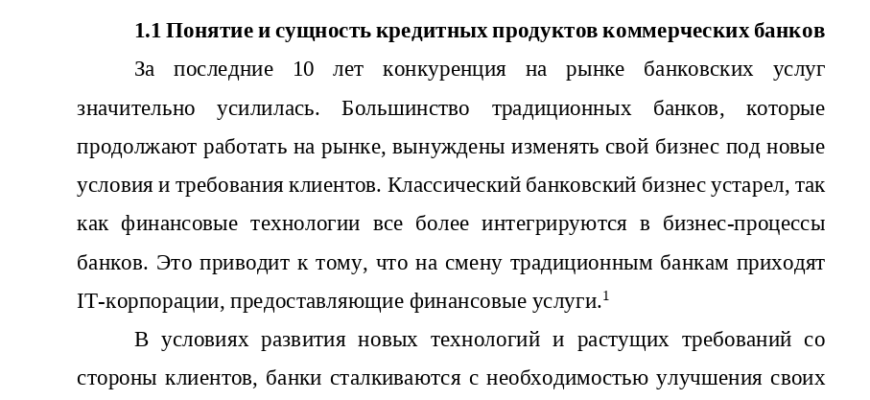 1.1 Понятие и сущность кредитных продуктов коммерческих банков
За последние 10 лет конкуренция на рынке банковских услуг
значительно усилилась. Большинство традиционных банков, которые
продолжают работать на рынке, вынуждены изменять свой бизнес под новые
условия и требования клиентов. Классический банковский бизнес устарел, так
как финансовые технологии все более интегрируются в бизнес-процессы
банков. Это приводит к тому, что на смену традиционным банкам приходят
IT-корпорации, предоставляющие финансовые услуги.¹
В условиях развития новых технологий и растущих требований со
стороны клиентов, банки сталкиваются с необходимостью улучшения своих